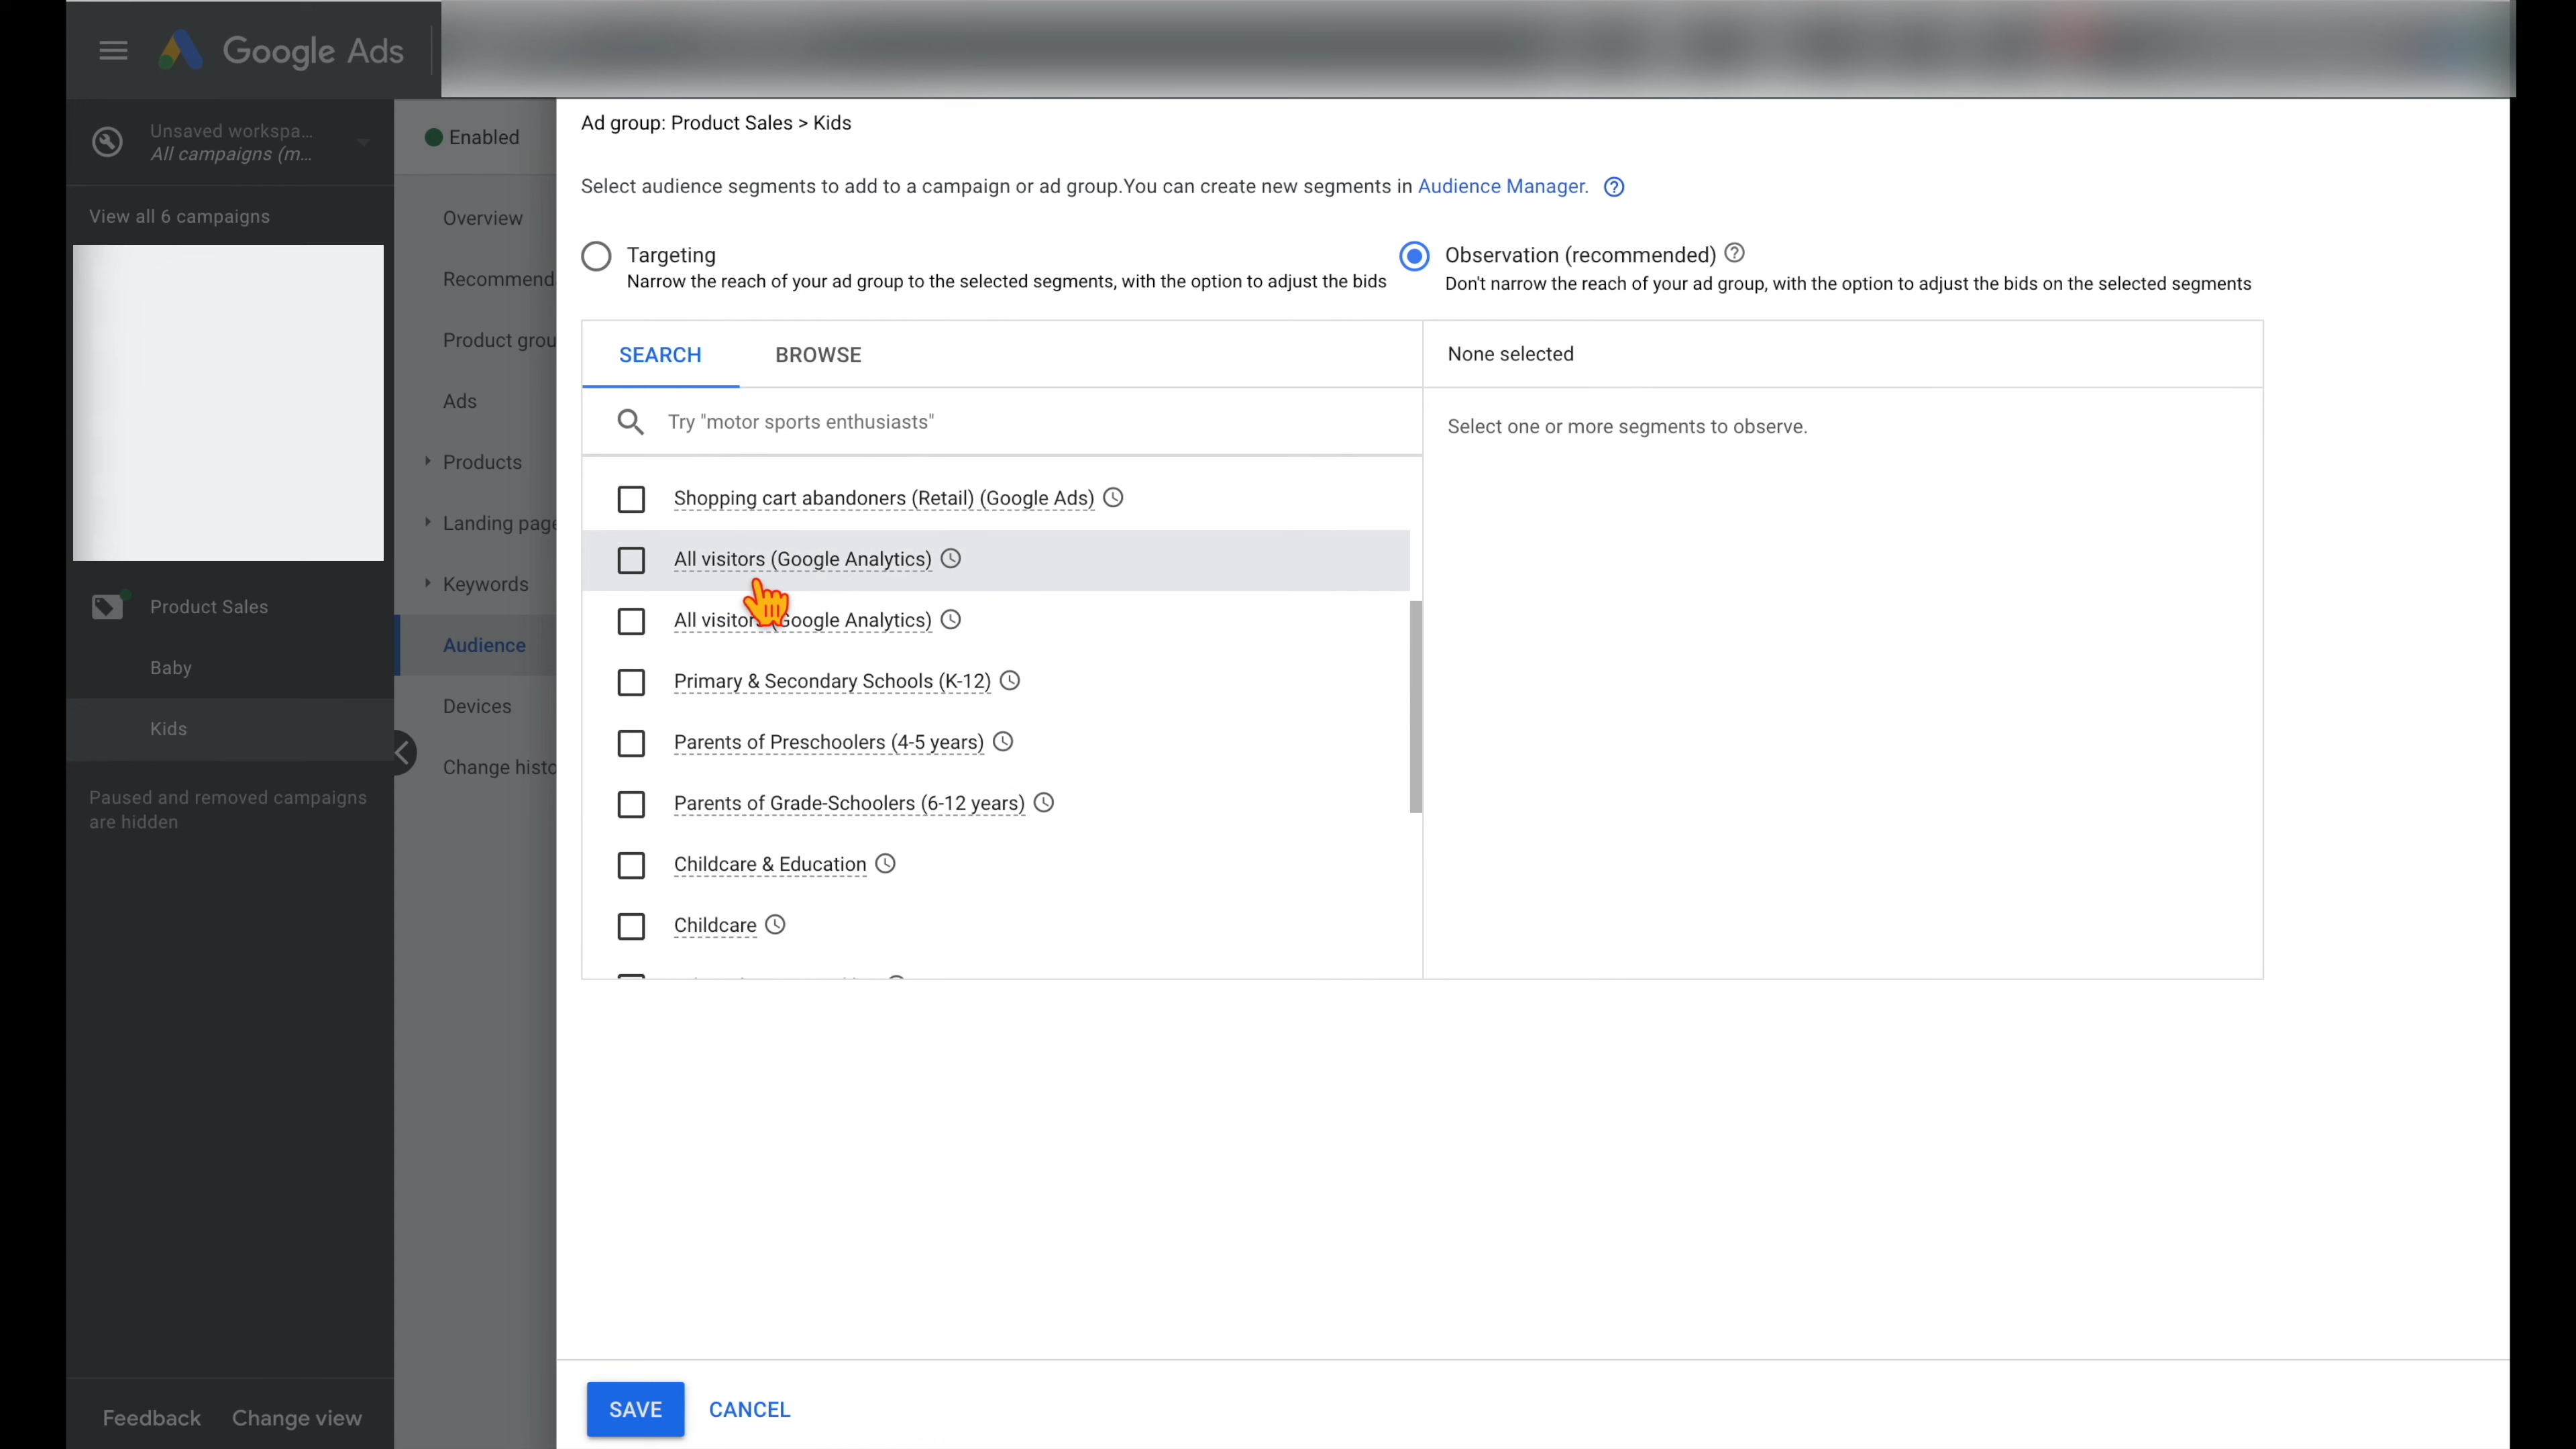 Google Ads
Unsaved workspa...
All campaigns (m...
View all 6 campaigns
Product Sales
Baby
Kids
Paused and removed campaigns
are hidden
Feedback
Change view
Enabled
Overview
Recommend
Product grou
Ads
Products
Landing page
Keywords
Audience
Devices
Change histo
Ad group: Product Sales > Kids
Select audience segments to add to a campaign or ad group.You can create new segments in Audience Manager.
Targeting
Narrow the reach of your ad group to the selected segments, with the option to adjust the bids
Observation (recommended)
Don't narrow the reach of your ad group, with the option to adjust the bids on the selected segments
SEARCH
BROWSE
None selected
Try "motor sports enthusiasts"
Select one or more segments to observe.
Shopping cart abandoners (Retail) (Google Ads)
All visitors (Google Analytics)
All visitors (Google Analytics)
Primary & Secondary Schools (K-12)
Parents of Preschoolers (4-5 years)
Parents of Grade-Schoolers (6-12 years)
Childcare & Education
Childcare
SAVE
CANCEL